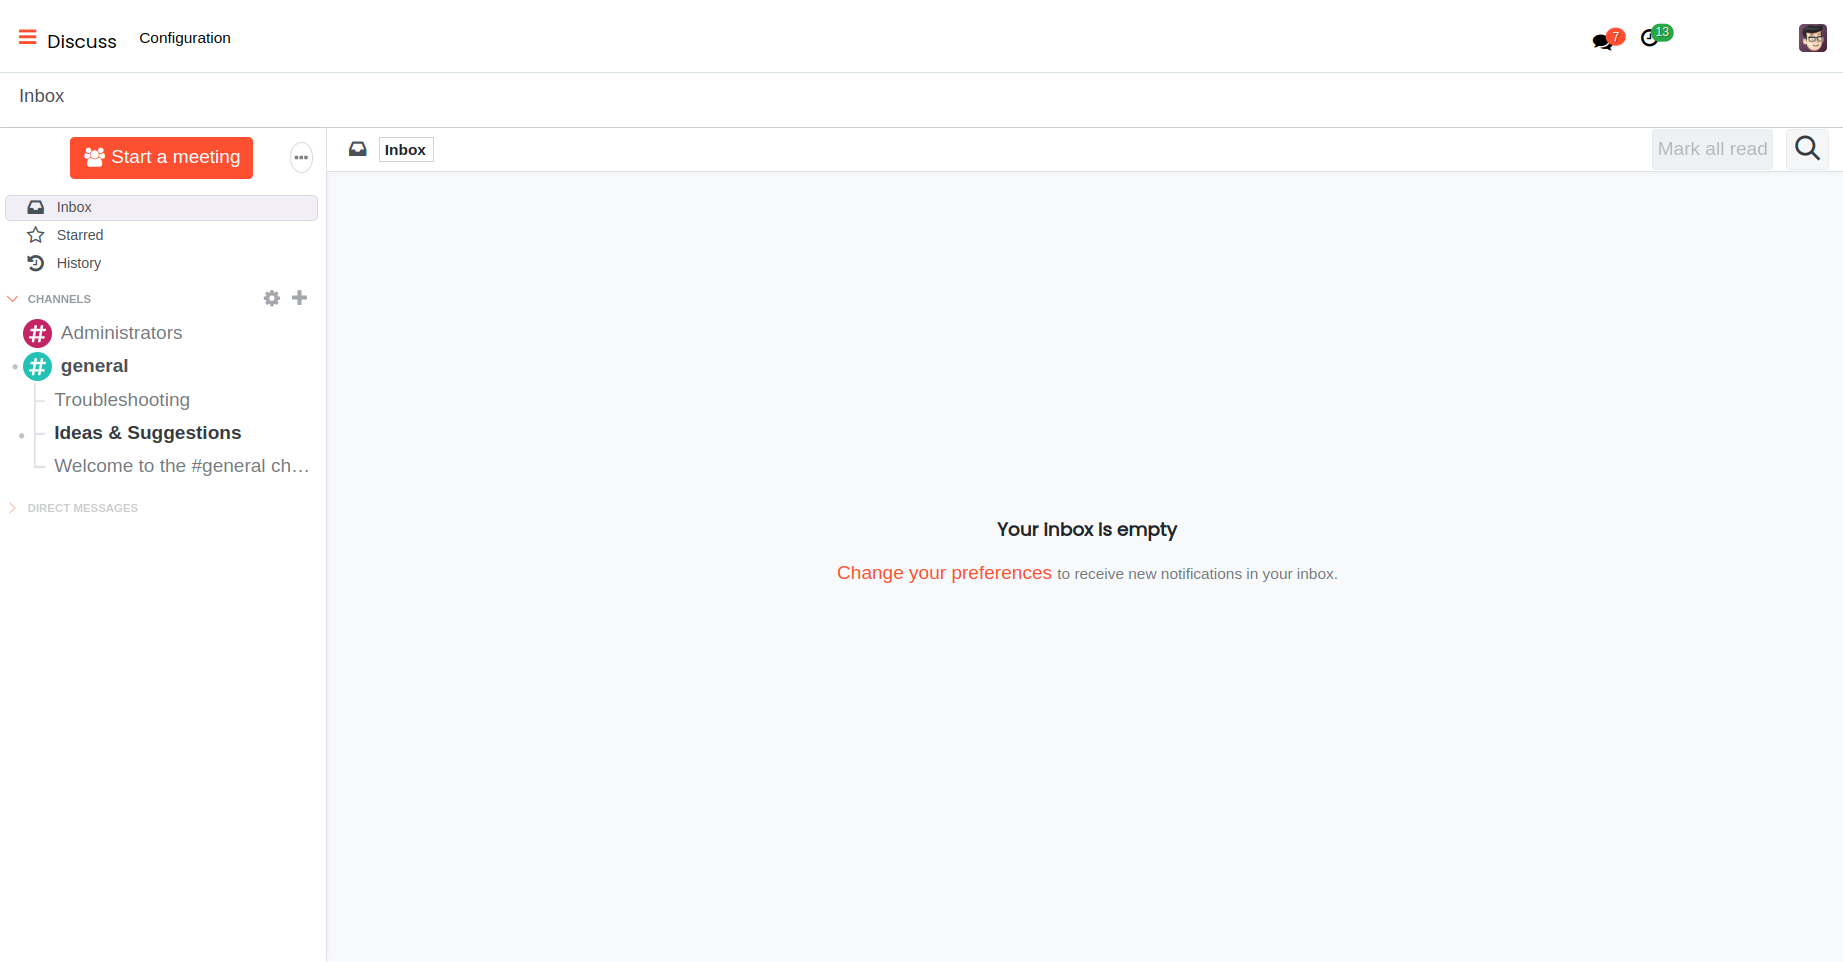 Discuss
Configuration
7
13
Inbox
Start a meeting
Inbox
Mark all read
Inbox
Starred
History
CHANNELS
Administrators
general
Troubleshooting
Ideas & Suggestions
Welcome to the #general ch…
DIRECT MESSAGES
Your inbox is empty
Change your preferences to receive new notifications in your inbox.